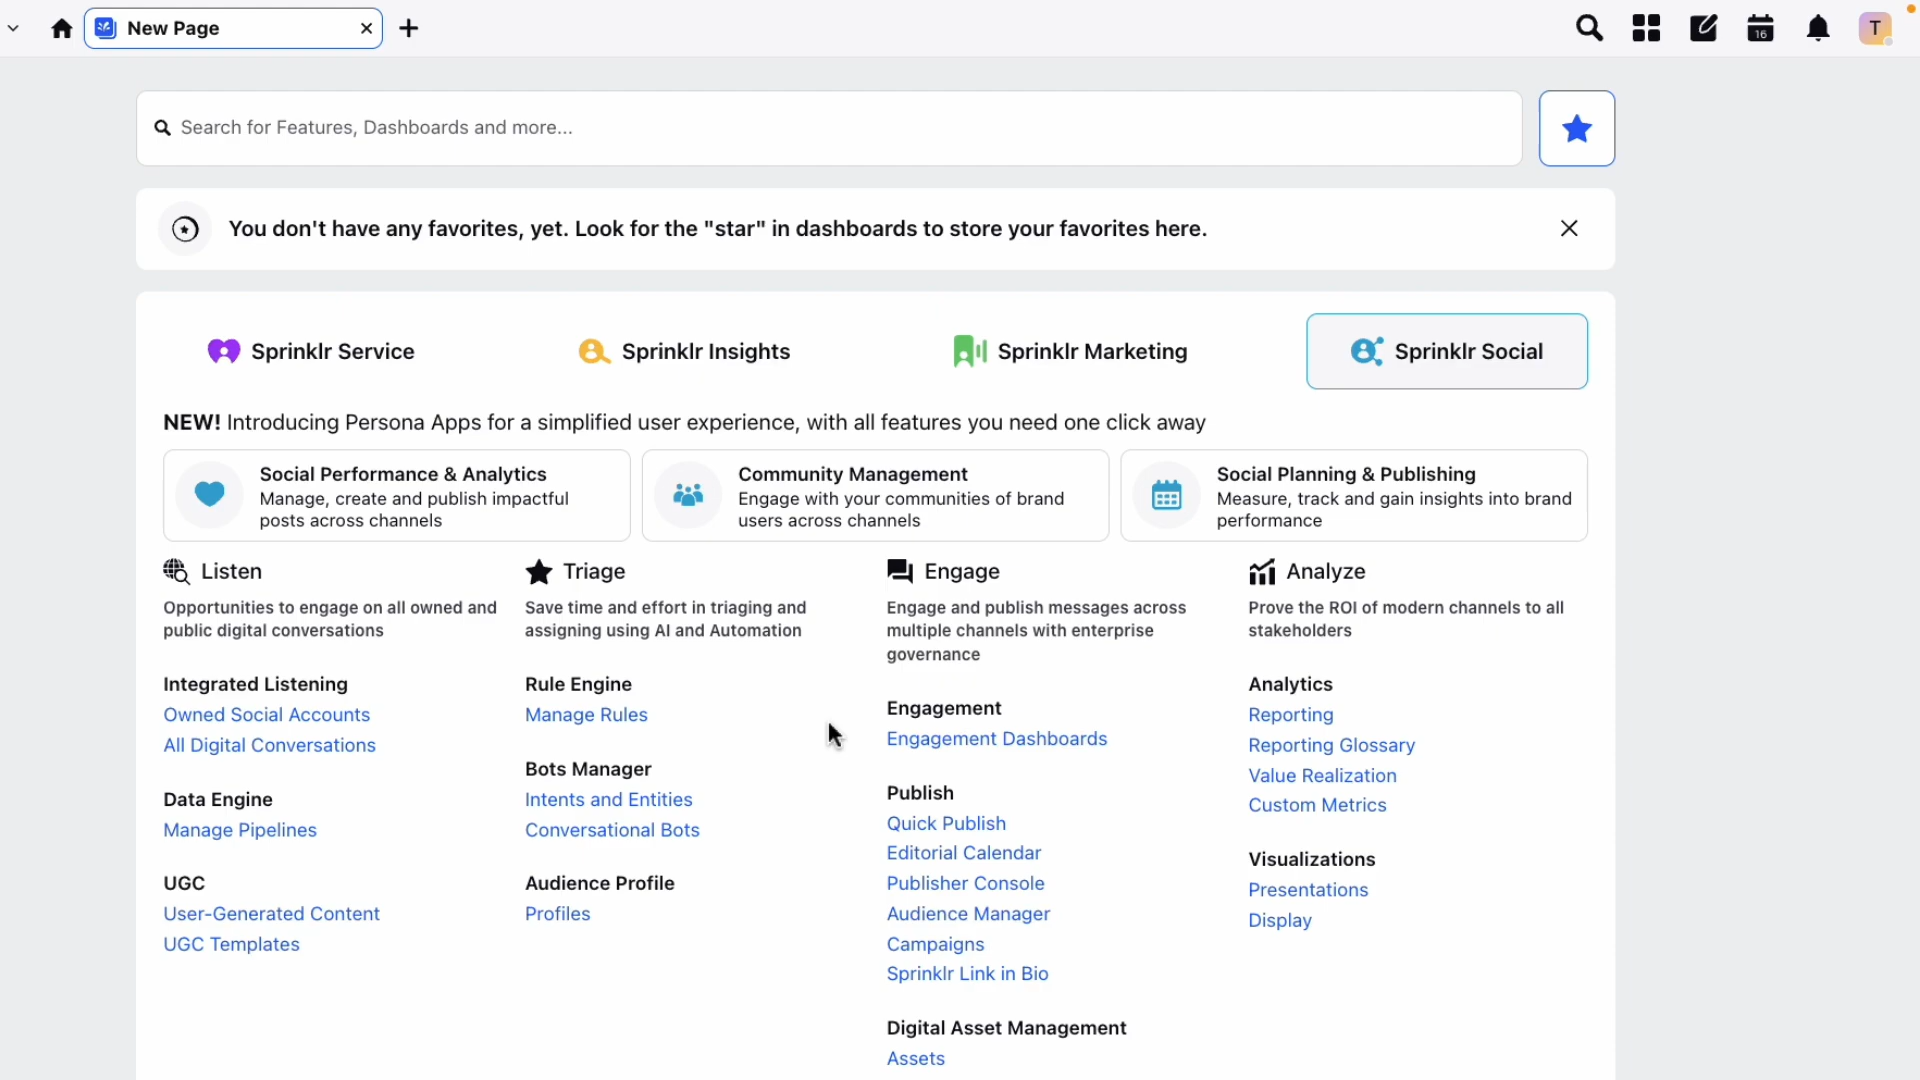 New Page
16
T
Search for Features, Dashboards and more...
You don't have any favorites, yet. Look for the "star" in dashboards to store your favorites here.
Sprinklr Service
Sprinklr Insights
Sprinklr Marketing
Sprinklr Social
NEW! Introducing Persona Apps for a simplified user experience, with all features you need one click away
Social Performance & Analytics
Manage, create and publish impactful
posts across channels
Community Management
Engage with your communities of brand
users across channels
Social Planning & Publishing
Measure, track and gain insights into brand
performance
Listen
Opportunities to engage on all owned and
public digital conversations
Integrated Listening
Owned Social Accounts
All Digital Conversations
Data Engine
Manage Pipelines
UGC
User-Generated Content
UGC Templates
Triage
Save time and effort in triaging and
assigning using AI and Automation
Rule Engine
Manage Rules
Bots Manager
Intents and Entities
Conversational Bots
Audience Profile
Profiles
Engage
Engage and publish messages across
multiple channels with enterprise
governance
Engagement
Engagement Dashboards
Publish
Quick Publish
Editorial Calendar
Publisher Console
Audience Manager
Campaigns
Sprinklr Link in Bio
Digital Asset Management
Assets
Analyze
Prove the ROI of modern channels to all
stakeholders
Analytics
Reporting
Reporting Glossary
Value Realization
Custom Metrics
Visualizations
Presentations
Display